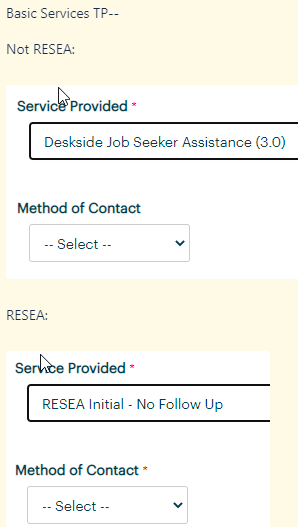 Basic Services TP--
Not RESEA:
Service Provided *
Deskside Job Seeker Assistance (3.0)
Method of Contact
-- Select --
RESEA:
Service Provided *
RESEA Initial - No Follow Up
Method of Contact *
-- Select --